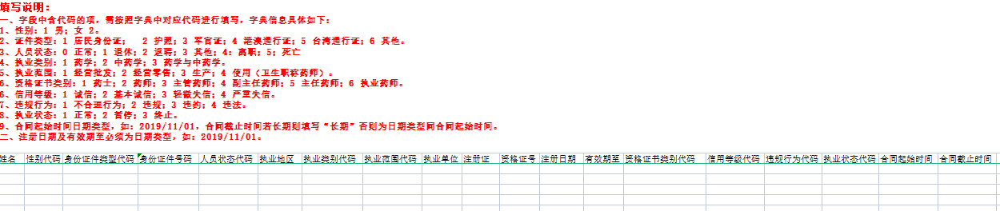 填写说明：
一、字段中含代码的项，需按照字典中对应代码进行填写，字典信息具体如下：
1、性别：1 男；女 2。
2、证件类型：1 居民身份证； 2 护照；3 军官证；4 港澳通行证；5 台湾通行证；6 其他。
3、人员状态：0 正常；1 退休；2 返聘；3 其他；4：离职；5；死亡
4、执业类别：1 药学；2 中药学；3 药学与中药学。
5、执业范围：1 经营批发；2 经营零售；3 生产；4 使用（卫生职称药师）。
6、资格证书类别：1 药士；2 药师；3 主管药师；4 副主任药师；5 主任药师；6 执业药师。
6、信用等级：1 诚信；2 基本诚信；3 轻微失信；4 严重失信。
7、违规行为：1 不合理行为；2 违规；3 违约；4 违法。
8、执业状态：1 正常；2 暂停；3 终止。
9、合同起始时间日期类型，如：2019/11/01，合同截止时间若长期则填写“长期”否则为日期类型同合同起始时间。
二、注册日期及有效期至必须为日期类型，如：2019/11/01。
姓名 性别代码 身份证件类型代码 身份证件号码 人员状态代码 执业地区 执业类别代码 执业范围代码 执业单位 注册证 资格证号 注册日期 有效期至 资格证书类别代码 信用等级代码 违规行为代码 执业状态代码 合同起始时间 合同截止时间